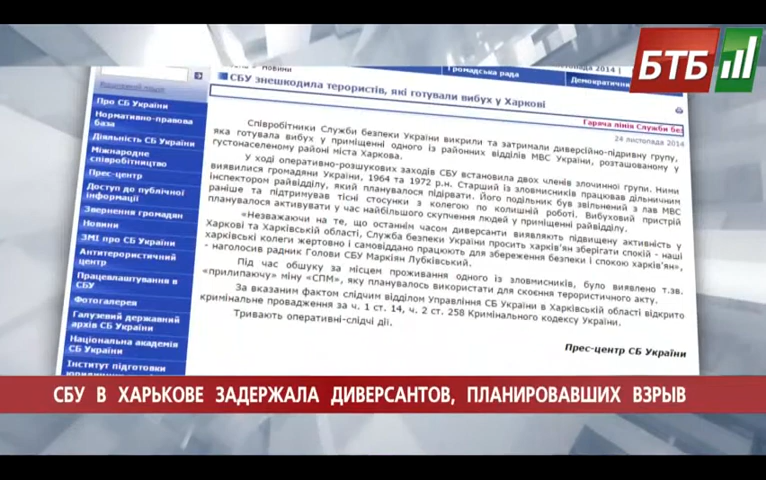 БТБ
Новини
Громадська рада
2014 |
Демократичн
СБУ знешкодила терористів, які готували вибух у Харкові
Гаряча лінія Служби без
24 листопада 2014
Про СБ України
Нормативно-правова
база
Діяльність СБ України
Міжнародне
співробітництво
Прес-центр
Доступ до публічної
інформації
Звернення громадян
Новини
ЗМІ про СБ України
Антитерористичний
центр
Працевлаштування в
СБУ
Фотогалерея
Галузевий державний
архів СБ України
Національна академія
СБ України
Інститут підготовки
Співробітники Служби безпеки України викрили та затримали диверсійно-підривну групу,
яка готувала вибух у приміщенні одного із районних відділів МВС України, розташованому у
густонаселеному районі міста Харкова.
У ході оперативно-розшукових заходів СБУ встановила двох членів злочинної групи. Ними
виявилися громадяни України, 1964 та 1972 р.н. Старший із зловмисників працював дільничним
інспектором райвідділу, який планувалося підірвати. Його подільник був звільнений з лав МВС
раніше та підтримував тісні стосунки з колегою по колишній роботі. Вибуховий пристрій
планувалося активувати у час найбільшого скупчення людей у приміщенні райвідділу.
«Незважаючи на те, що останнім часом диверсанти виявляють підвищену активність у
Харкові та Харківській області, Служба безпеки України просить харків'ян зберігати спокій - наші
харківські колеги жертовно і самовіддано працюють для збереження безпеки і спокою харків'ян»,
- наголосив радник Голови СБУ Маркіян Лубківський.
Під час обшуку за місцем проживання одного із зловмисників, було виявлено т.зв.
«прилипаючу» міну «СПМ», яку планувалось використати для скоєння терористичного акту.
За вказаним фактом слідчим відділом Управління СБ України в Харківській області відкрито
кримінальне провадження за ч. 1 ст. 14, ч. 2 ст. 258 Кримінального кодексу України.
Тривають оперативно-слідчі дії.
Прес-центр СБ України
СБУ В ХАРЬКОВЕ ЗАДЕРЖАЛА ДИВЕРСАНТОВ, ПЛАНИРОВАВШИХ ВЗРЫВ